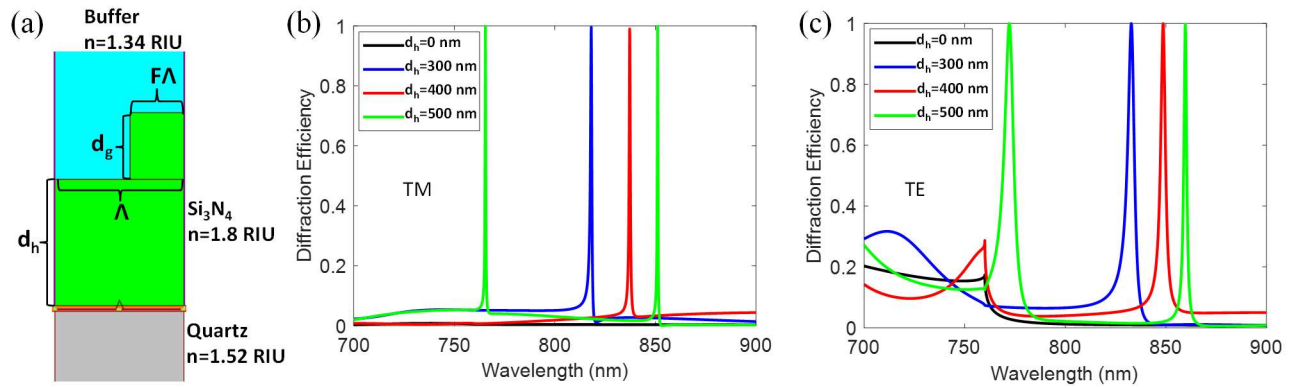 (a)
Buffer
n=1.34 RIU
FΛ
d_g
Λ
d_h
Si₃N₄
n=1.8 RIU
Quartz
n=1.52 RIU
(b)
1
0.8
0.6
0.4
0.2
0
Diffraction Efficiency
d_h=0 nm
d_h=300 nm
d_h=400 nm
d_h=500 nm
TM
700 750 800 850 900
Wavelength (nm)
(c)
1
0.8
0.6
0.4
0.2
0
Diffraction Efficiency
d_h=0 nm
d_h=300 nm
d_h=400 nm
d_h=500 nm
TE
700 750 800 850 900
Wavelength (nm)